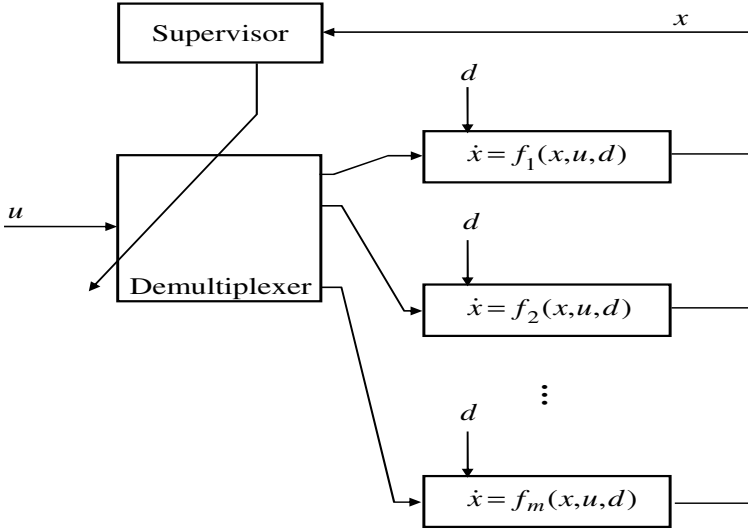 Supervisor
x
d
ẋ = f₁(x,u,d)
u
d
Demultiplexer
ẋ = f₂(x,u,d)
⋮
d
ẋ = fₘ(x,u,d)